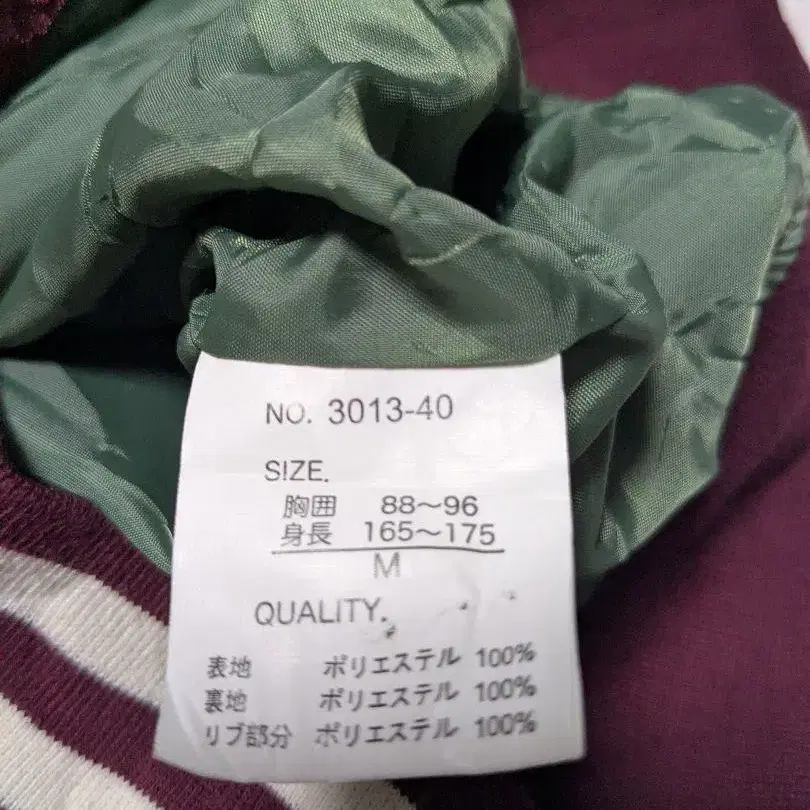 NO. 3013-40
SIZE.
胸囲 88〜96
身長 165〜175
M
QUALITY.
表地 ポリエステル 100%
裏地 ポリエステル 100%
リブ部分 ポリエステル 100%